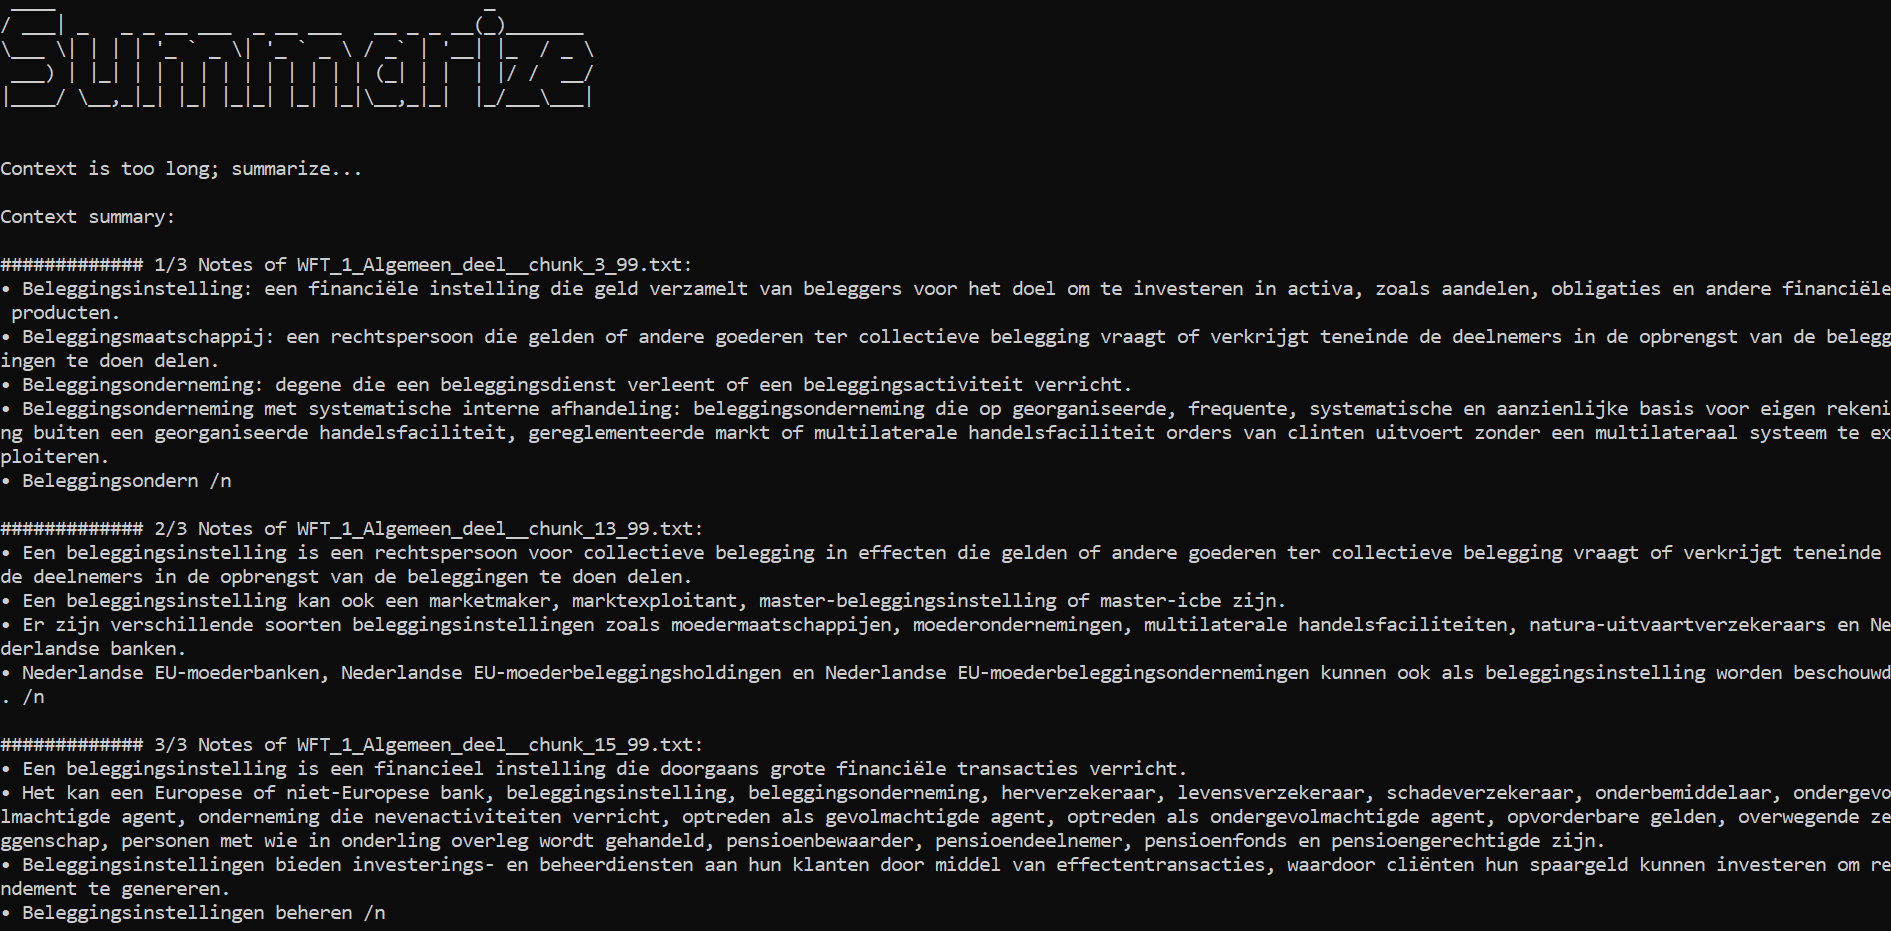 Summarize
Context is too long; summarize...
Context summary:
############# 1/3 Notes of WFT_1_Algemeen_deel__chunk_3_99.txt:
• Beleggingsinstelling: een financiële instelling die geld verzamelt van beleggers voor het doel om te investeren in activa, zoals aandelen, obligaties en andere financiële
producten.
• Beleggingsmaatschappij: een rechtspersoon die gelden of andere goederen ter collectieve belegging vraagt of verkrijgt teneinde de deelnemers in de opbrengst van de belegg
ingen te doen delen.
• Beleggingsonderneming: degene die een beleggingsdienst verleent of een beleggingsactiviteit verricht.
• Beleggingsonderneming met systematische interne afhandeling: beleggingsonderneming die op georganiseerde, frequente, systematische en aanzienlijke basis voor eigen rekeni
ng buiten een georganiseerde handelsfaciliteit, gereglementeerde markt of multilaterale handelsfaciliteit orders van clinten uitvoert zonder een multilateraal systeem te ex
ploiteren.
• Beleggingsondern /n
############# 2/3 Notes of WFT_1_Algemeen_deel__chunk_13_99.txt:
• Een beleggingsinstelling is een rechtspersoon voor collectieve belegging in effecten die gelden of andere goederen ter collectieve belegging vraagt of verkrijgt teneinde
de deelnemers in de opbrengst van de beleggingen te doen delen.
• Een beleggingsinstelling kan ook een marketmaker, marktexploitant, master-beleggingsinstelling of master-icbe zijn.
• Er zijn verschillende soorten beleggingsinstellingen zoals moedermaatschappijen, moederondernemingen, multilaterale handelsfaciliteiten, natura-uitvaartverzekeraars en Ne
derlandse banken.
• Nederlandse EU-moederbanken, Nederlandse EU-moederbeleggingsholdingen en Nederlandse EU-moederbeleggingsondernemingen kunnen ook als beleggingsinstelling worden beschouwd
. /n
############# 3/3 Notes of WFT_1_Algemeen_deel__chunk_15_99.txt:
• Een beleggingsinstelling is een financieel instelling die doorgaans grote financiële transacties verricht.
• Het kan een Europese of niet-Europese bank, beleggingsinstelling, beleggingsonderneming, herverzekeraar, levensverzekeraar, schadeverzekeraar, onderbemiddelaar, ondergevo
lmachtigde agent, onderneming die nevenactiviteiten verricht, optreden als gevolmachtigde agent, optreden als ondergevolmachtigde agent, opvorderbare gelden, overwegende ze
ggenschap, personen met wie in onderling overleg wordt gehandeld, pensioenbewaarder, pensioendeelnemer, pensioenfonds en pensioengerechtigde zijn.
• Beleggingsinstellingen bieden investerings- en beheerdiensten aan hun klanten door middel van effectentransacties, waardoor cliënten hun spaargeld kunnen investeren om re
ndement te genereren.
• Beleggingsinstellingen beheren /n